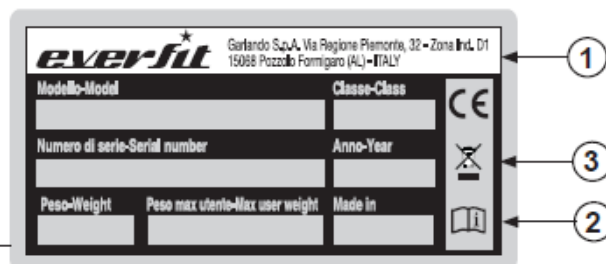 everfit
Garlando S.p.A. Via Regione Piemonte, 32 - Zona Ind. D1
15068 Pozzolo Formigaro (AL) - ITALY
1
Modello-Model Classe-Class
CE
Numero di serie-Serial number Anno-Year
3
Peso-Weight Peso max utente-Max user weight Made in
i
2